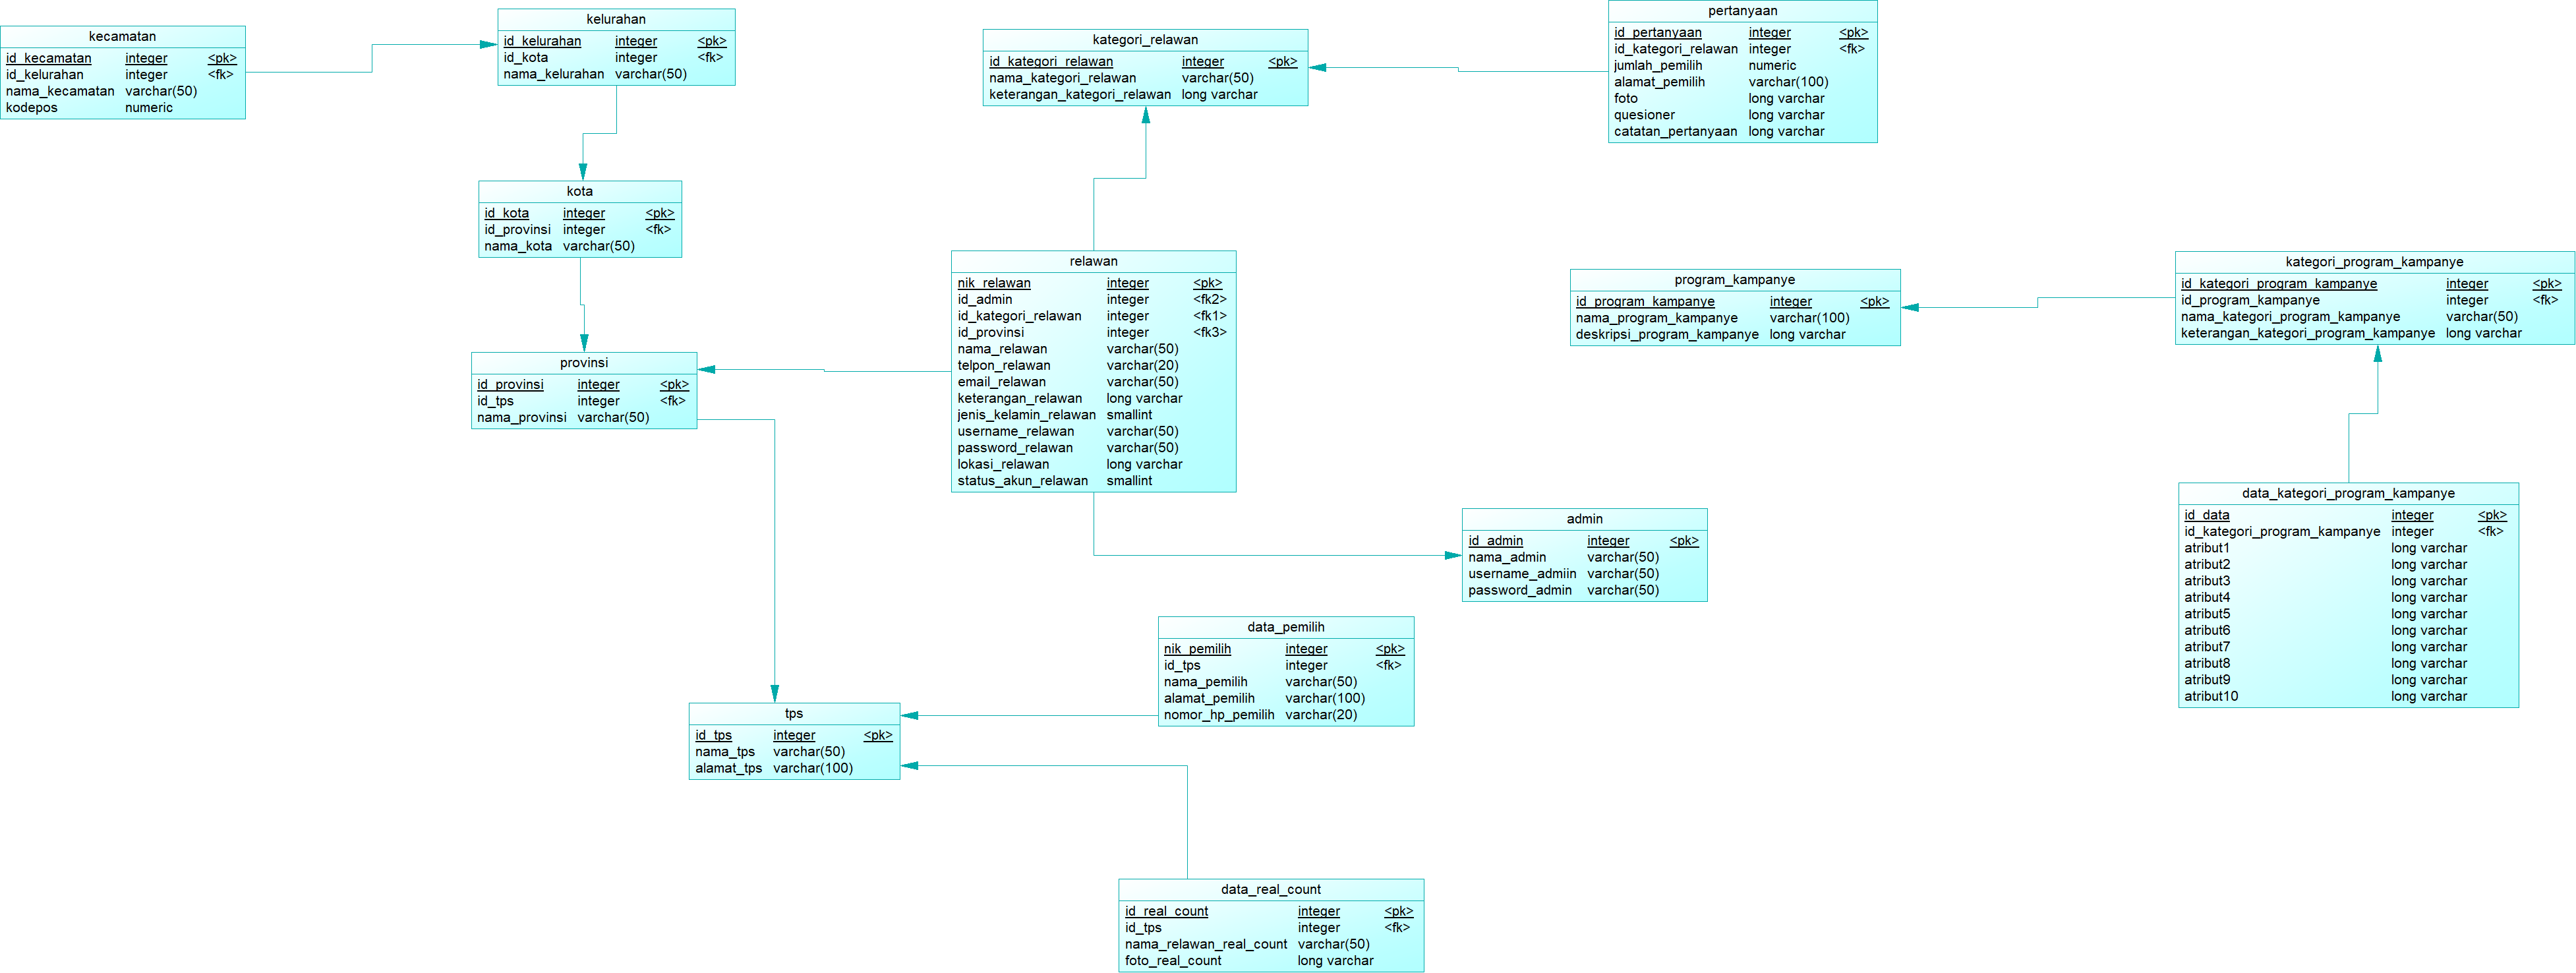 kecamatan
id_kecamatan integer <pk>
id_kelurahan integer <fk>
nama_kecamatan varchar(50)
kodepos numeric
kelurahan
id_kelurahan integer <pk>
id_kota integer <fk>
nama_kelurahan varchar(50)
kategori_relawan
id_kategori_relawan integer <pk>
nama_kategori_relawan varchar(50)
keterangan_kategori_relawan long varchar
pertanyaan
id_pertanyaan integer <pk>
id_kategori_relawan integer <fk>
jumlah_pemilih numeric
alamat_pemilih varchar(100)
foto long varchar
quesioner long varchar
catatan_pertanyaan long varchar
kota
id_kota integer <pk>
id_provinsi integer <fk>
nama_kota varchar(50)
relawan
nik_relawan integer <pk>
id_admin integer <fk2>
id_kategori_relawan integer <fk1>
id_provinsi integer <fk3>
nama_relawan varchar(50)
telpon_relawan varchar(20)
email_relawan varchar(50)
keterangan_relawan long varchar
jenis_kelamin_relawan smallint
username_relawan varchar(50)
password_relawan varchar(50)
lokasi_relawan long varchar
status_akun_relawan smallint
program_kampanye
id_program_kampanye integer <pk>
nama_program_kampanye varchar(100)
deskripsi_program_kampanye long varchar
kategori_program_kampanye
id_kategori_program_kampanye integer <pk>
id_program_kampanye integer <fk>
nama_kategori_program_kampanye varchar(50)
keterangan_kategori_program_kampanye long varchar
provinsi
id_provinsi integer <pk>
id_tps integer <fk>
nama_provinsi varchar(50)
admin
id_admin integer <pk>
nama_admin varchar(50)
username_admiin varchar(50)
password_admin varchar(50)
data_kategori_program_kampanye
id_data integer <pk>
id_kategori_program_kampanye integer <fk>
atribut1 long varchar
atribut2 long varchar
atribut3 long varchar
atribut4 long varchar
atribut5 long varchar
atribut6 long varchar
atribut7 long varchar
atribut8 long varchar
atribut9 long varchar
atribut10 long varchar
data_pemilih
nik_pemilih integer <pk>
id_tps integer <fk>
nama_pemilih varchar(50)
alamat_pemilih varchar(100)
nomor_hp_pemilih varchar(20)
tps
id_tps integer <pk>
nama_tps varchar(50)
alamat_tps varchar(100)
data_real_count
id_real_count integer <pk>
id_tps integer <fk>
nama_relawan_real_count varchar(50)
foto_real_count long varchar